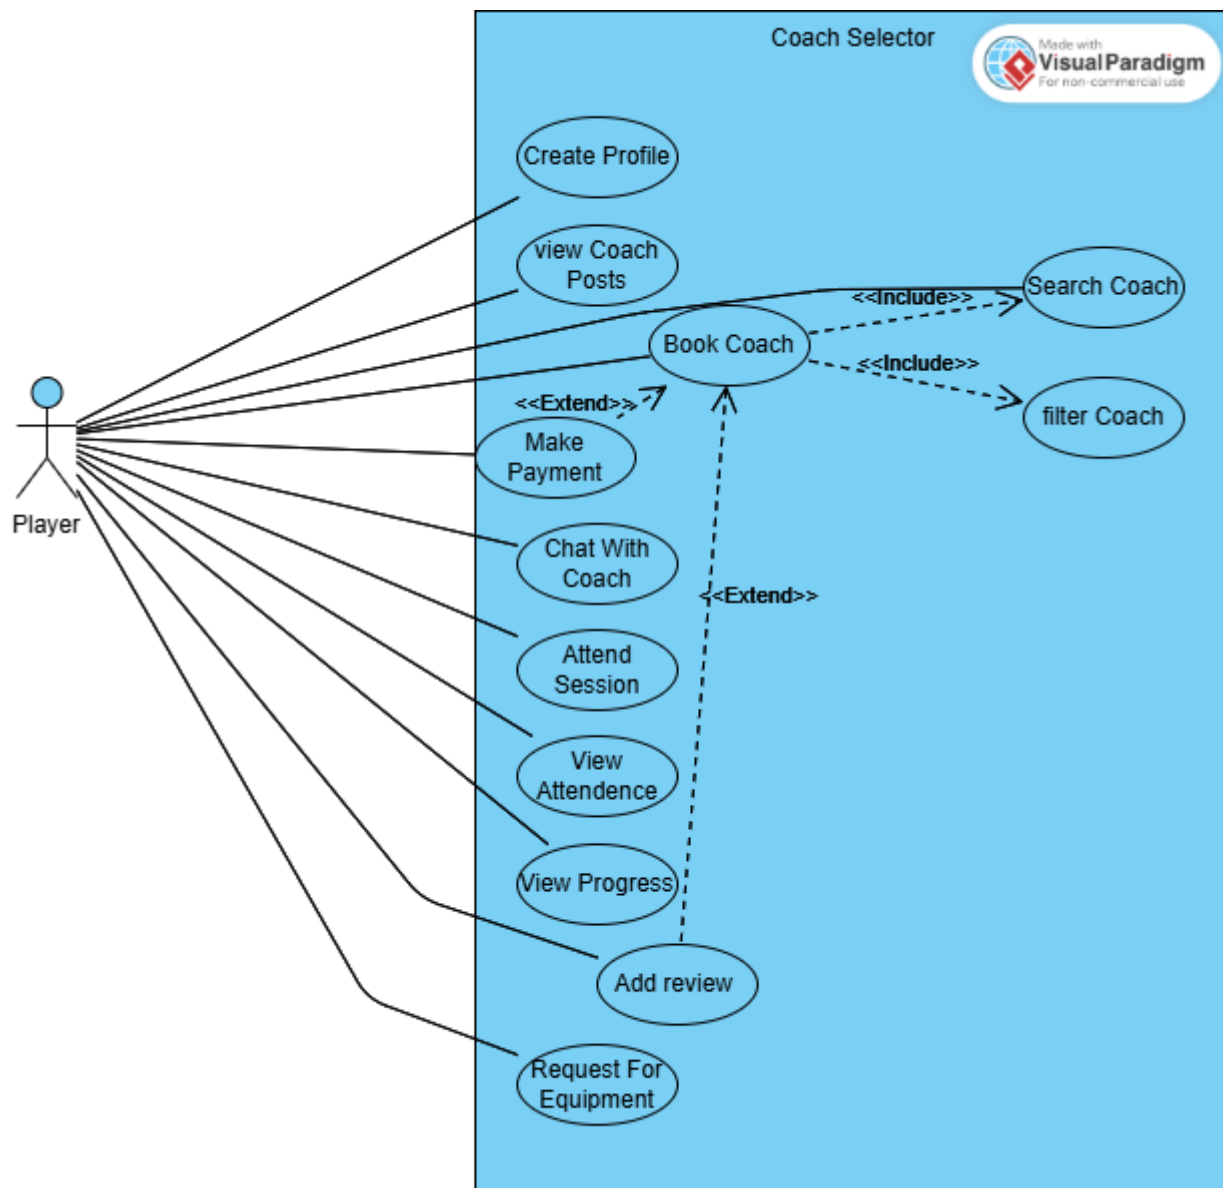 Coach Selector
Made with
VisualParadigm
For non-commercial use
Create Profile
view Coach
Posts
Search Coach
<<Include>>
Book Coach
<<Include>>
filter Coach
<<Extend>>
Make
Payment
Player
Chat With
Coach
<<Extend>>
Attend
Session
View
Attendence
View Progress
Add review
Request For
Equipment